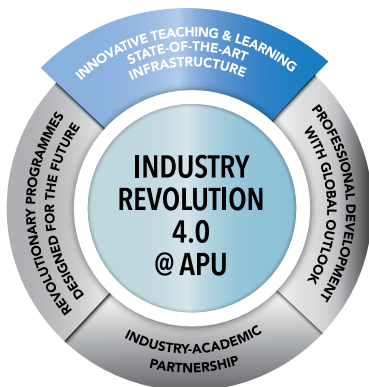 INNOVATIVE TEACHING & LEARNING
STATE-OF-THE-ART
INFRASTRUCTURE
PROFESSIONAL DEVELOPMENT
WITH GLOBAL OUTLOOK
INDUSTRY-ACADEMIC
PARTNERSHIP
REVOLUTIONARY PROGRAMMES
DESIGNED FOR THE FUTURE
INDUSTRY
REVOLUTION
4.0
@ APU